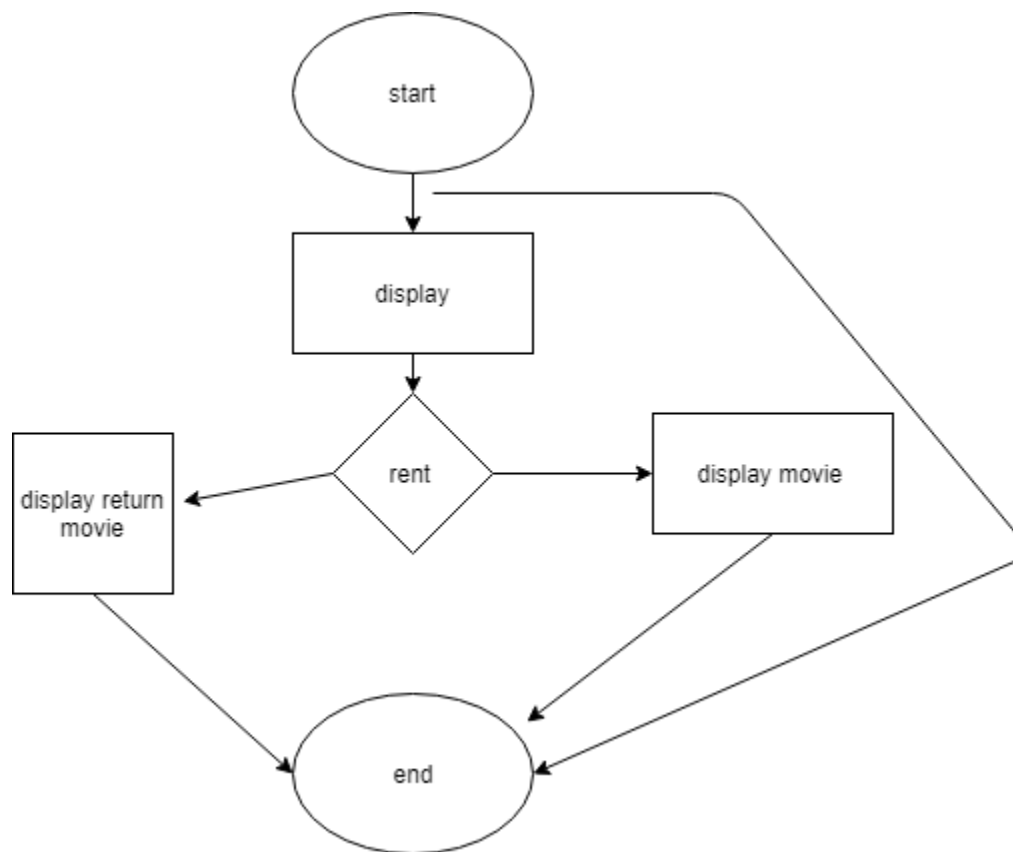 start
display
rent
display movie
display return
movie
end